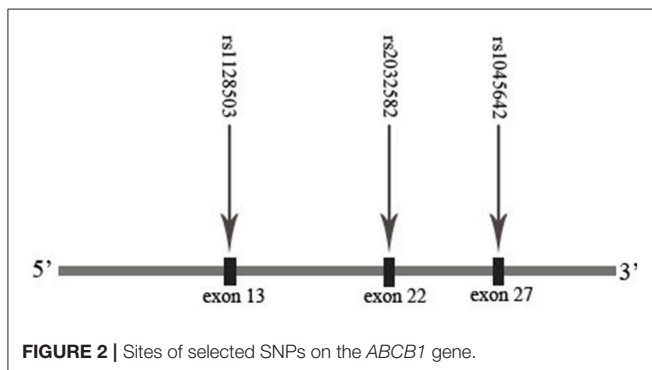 rs1128503
rs2032582
rs1045642
5’
3’
exon 13
exon 22
exon 27
FIGURE 2 | Sites of selected SNPs on the ABCB1 gene.